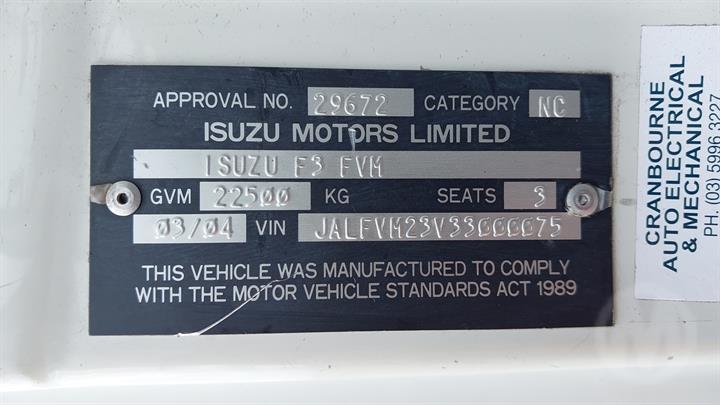 APPROVAL NO. 29672 CATEGORY NC
ISUZU MOTORS LIMITED
ISUZU F3 FVM
GVM 22500 KG SEATS 3
03/04 VIN JALFVM23V33000075
THIS VEHICLE WAS MANUFACTURED TO COMPLY
WITH THE MOTOR VEHICLE STANDARDS ACT 1989
CRANBOURNE
AUTO ELECTRICAL
& MECHANICAL
PH. (03) 5996 3227